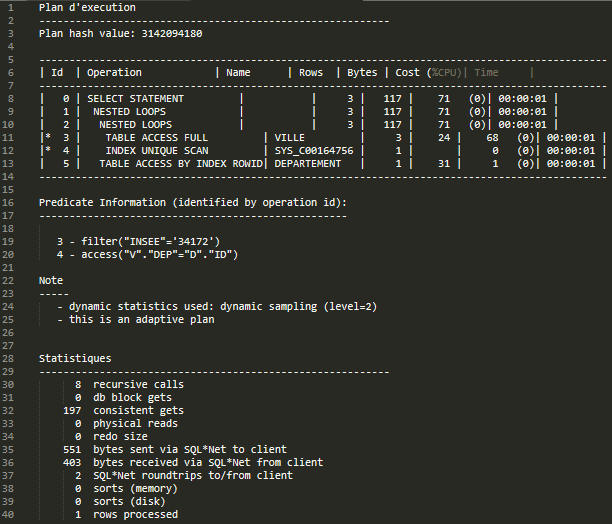 1 Plan d'execution
2 ----------------------------------------------------------
3 Plan hash value: 3142094180
4
5 ----------------------------------------------------------------------------------------------
6 | Id | Operation | Name | Rows | Bytes | Cost (%CPU)| Time |
7 ----------------------------------------------------------------------------------------------
8 | 0 | SELECT STATEMENT | | 3 | 117 | 71 (0)| 00:00:01 |
9 | 1 | NESTED LOOPS | | 3 | 117 | 71 (0)| 00:00:01 |
10 | 2 | NESTED LOOPS | | 3 | 117 | 71 (0)| 00:00:01 |
11 |* 3 | TABLE ACCESS FULL | VILLE | 3 | 24 | 68 (0)| 00:00:01 |
12 |* 4 | INDEX UNIQUE SCAN | SYS_C00164756 | 1 | | 0 (0)| 00:00:01 |
13 | 5 | TABLE ACCESS BY INDEX ROWID| DEPARTEMENT | 1 | 31 | 1 (0)| 00:00:01 |
14 ----------------------------------------------------------------------------------------------
15
16 Predicate Information (identified by operation id):
17 ---------------------------------------------------
18
19 3 - filter("INSEE"='34172')
20 4 - access("V"."DEP"="D"."ID")
21
22 Note
23 -----
24 - dynamic statistics used: dynamic sampling (level=2)
25 - this is an adaptive plan
26
27
28 Statistiques
29 ----------------------------------------------------------
30 8 recursive calls
31 0 db block gets
32 197 consistent gets
33 0 physical reads
34 0 redo size
35 551 bytes sent via SQL*Net to client
36 403 bytes received via SQL*Net from client
37 2 SQL*Net roundtrips to/from client
38 0 sorts (memory)
39 0 sorts (disk)
40 1 rows processed